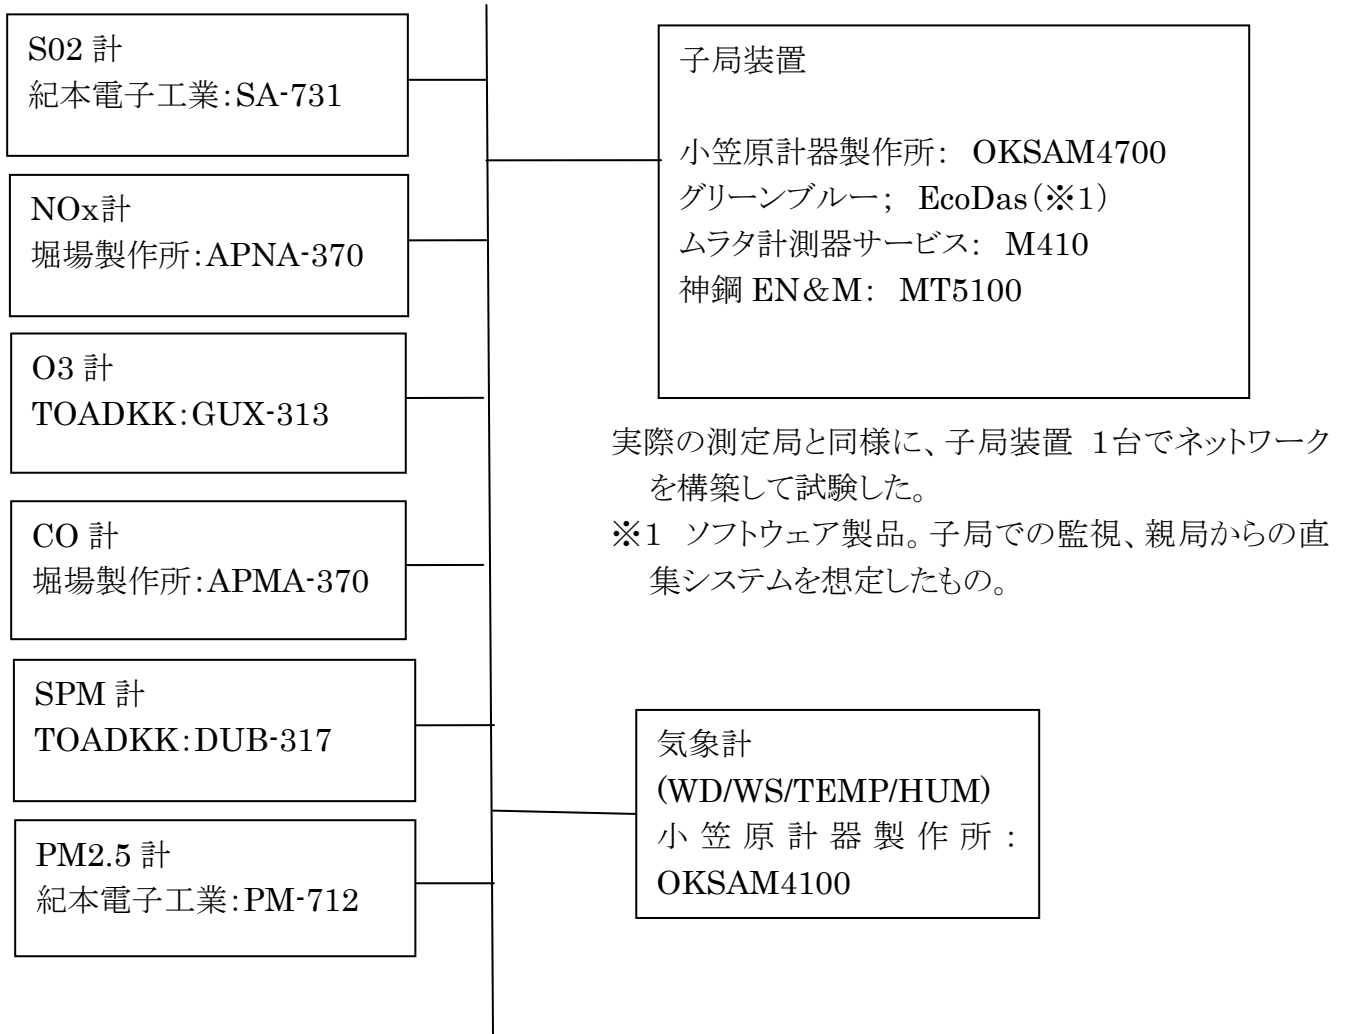 S02 計
紀本電子工業:SA-731
NOx計
堀場製作所:APNA-370
O3 計
TOADKK:GUX-313
CO 計
堀場製作所:APMA-370
SPM 計
TOADKK:DUB-317
PM2.5 計
紀本電子工業:PM-712
子局装置
小笠原計器製作所: OKSAM4700
グリーンブルー; EcoDas(※1)
ムラタ計測器サービス: M410
神鋼 EN&M: MT5100
実際の測定局と同様に、子局装置 1台でネットワーク
を構築して試験した。
※1 ソフトウェア製品。子局での監視、親局からの直
集システムを想定したもの。
気象計
(WD/WS/TEMP/HUM)
小笠原計器製作所:
OKSAM4100